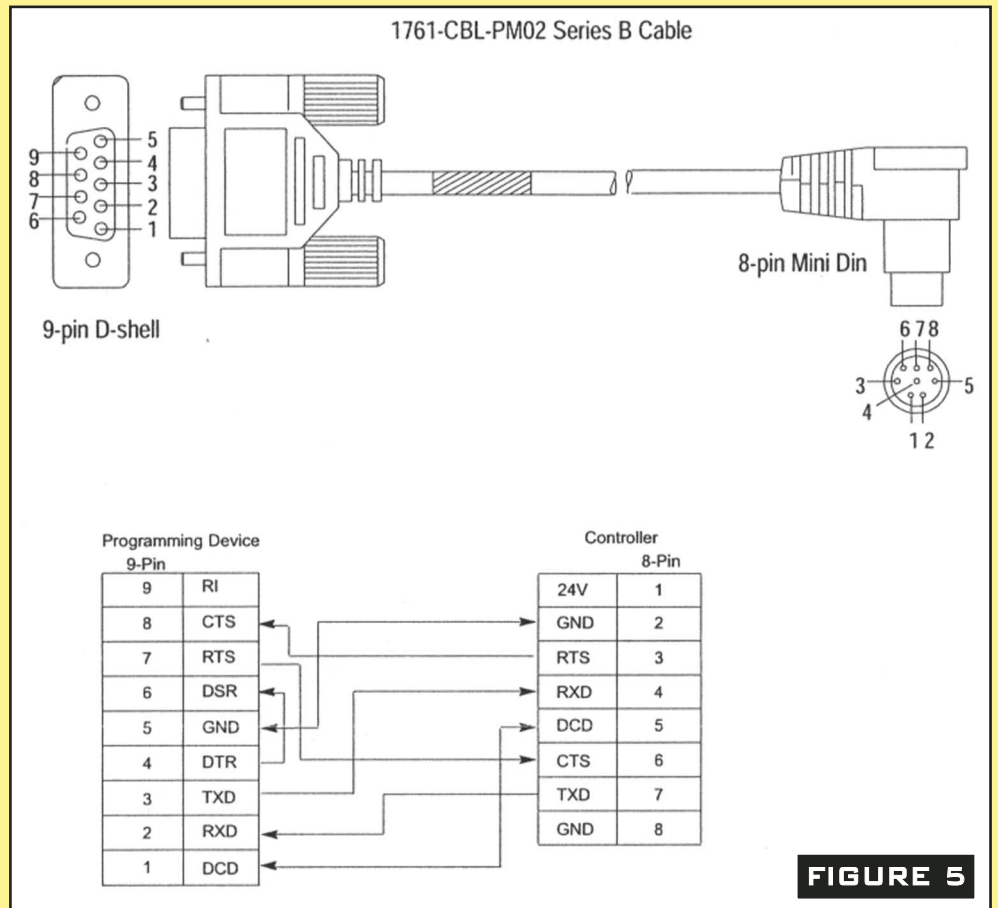 1761-CBL-PM02 Series B Cable
5
9
4
8
3
7
2
6
1
9-pin D-shell
8-pin Mini Din
6 7 8
3
5
4
1 2
Programming Device
9-Pin
9 RI
8 CTS
7 RTS
6 DSR
5 GND
4 DTR
3 TXD
2 RXD
1 DCD
Controller
8-Pin
24V 1
GND 2
RTS 3
RXD 4
DCD 5
CTS 6
TXD 7
GND 8
FIGURE 5